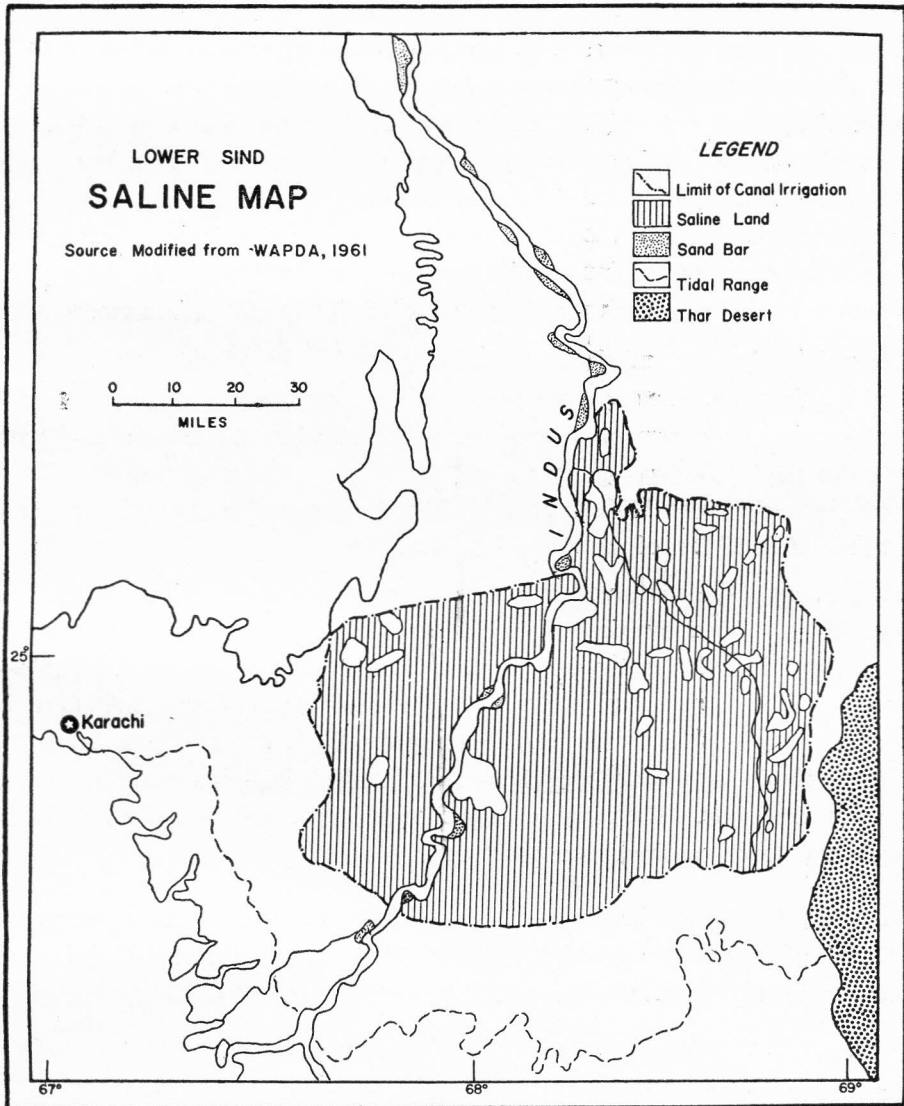 LOWER SIND
SALINE MAP
Source. Modified from WAPDA, 1961
0 10 20 30
MILES
LEGEND
Limit of Canal Irrigation
Saline Land
Sand Bar
Tidal Range
Thar Desert
INDUS
25°
Karachi
67° 68° 69°